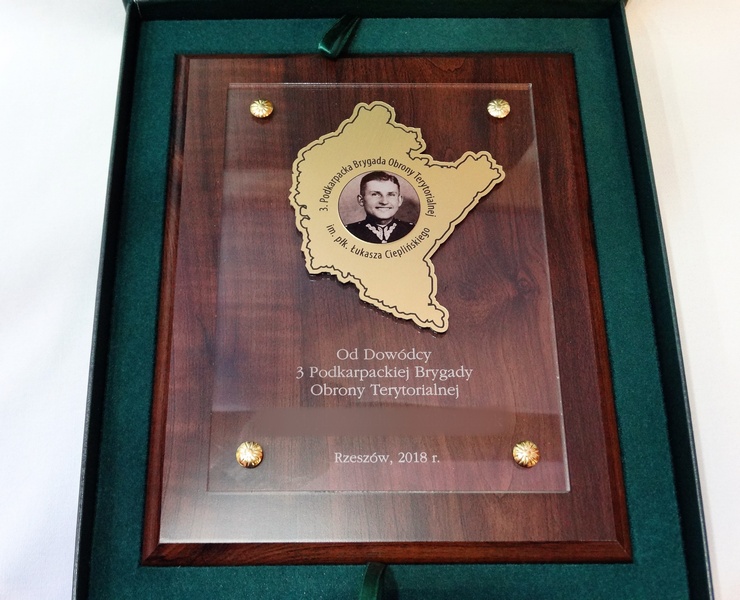 3. Podkarpacka Brygada Obrony Terytorialnej
im. płk. Łukasza Cieplińskiego
Od Dowódcy
3 Podkarpackiej Brygady
Obrony Terytorialnej
Rzeszów, 2018 r.